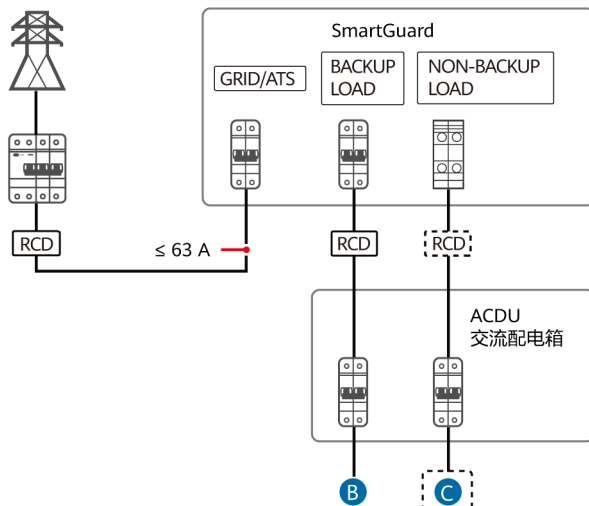 SmartGuard
GRID/ATS
BACKUP
LOAD
NON-BACKUP
LOAD
RCD
≤ 63 A
RCD
RCD
ACDU
交流配电箱
B
C